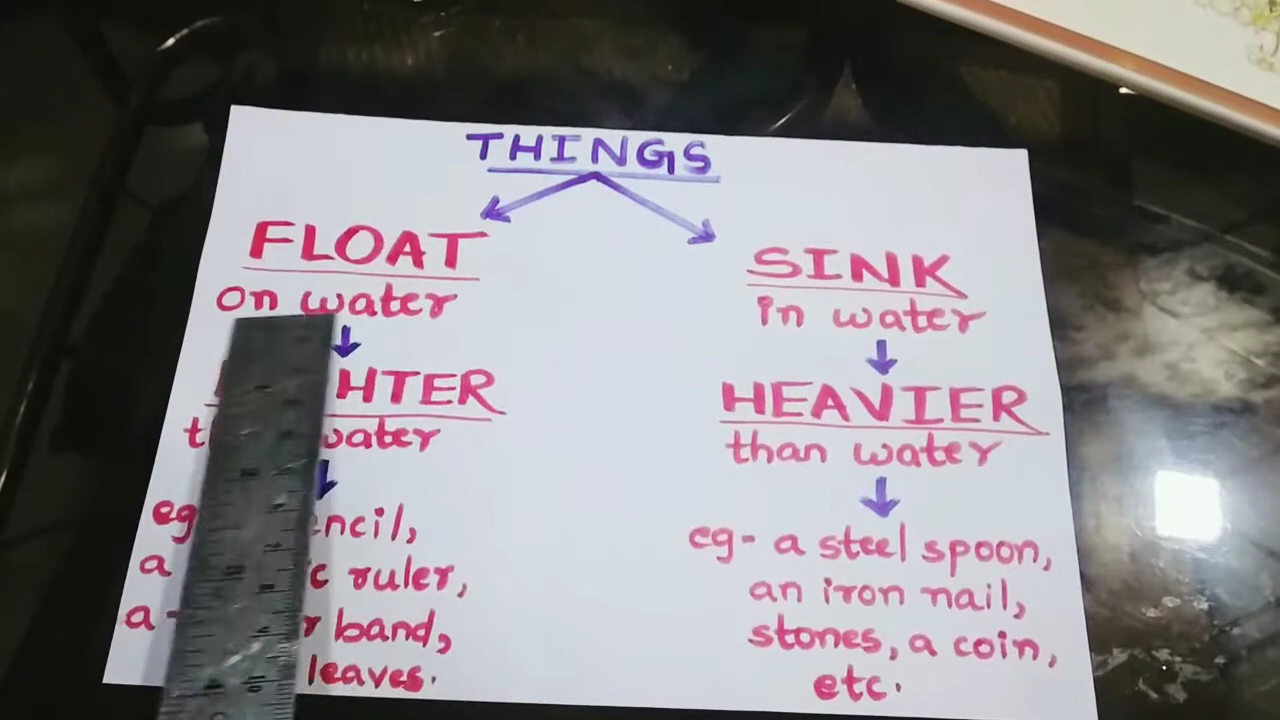 THINGS
FLOAT
on water
HTER
water
eg
encil,
a c ruler,
a r band,
leaves.
SINK
in water
HEAVIER
than water
eg- a steel spoon,
an iron nail,
stones, a coin,
etc.